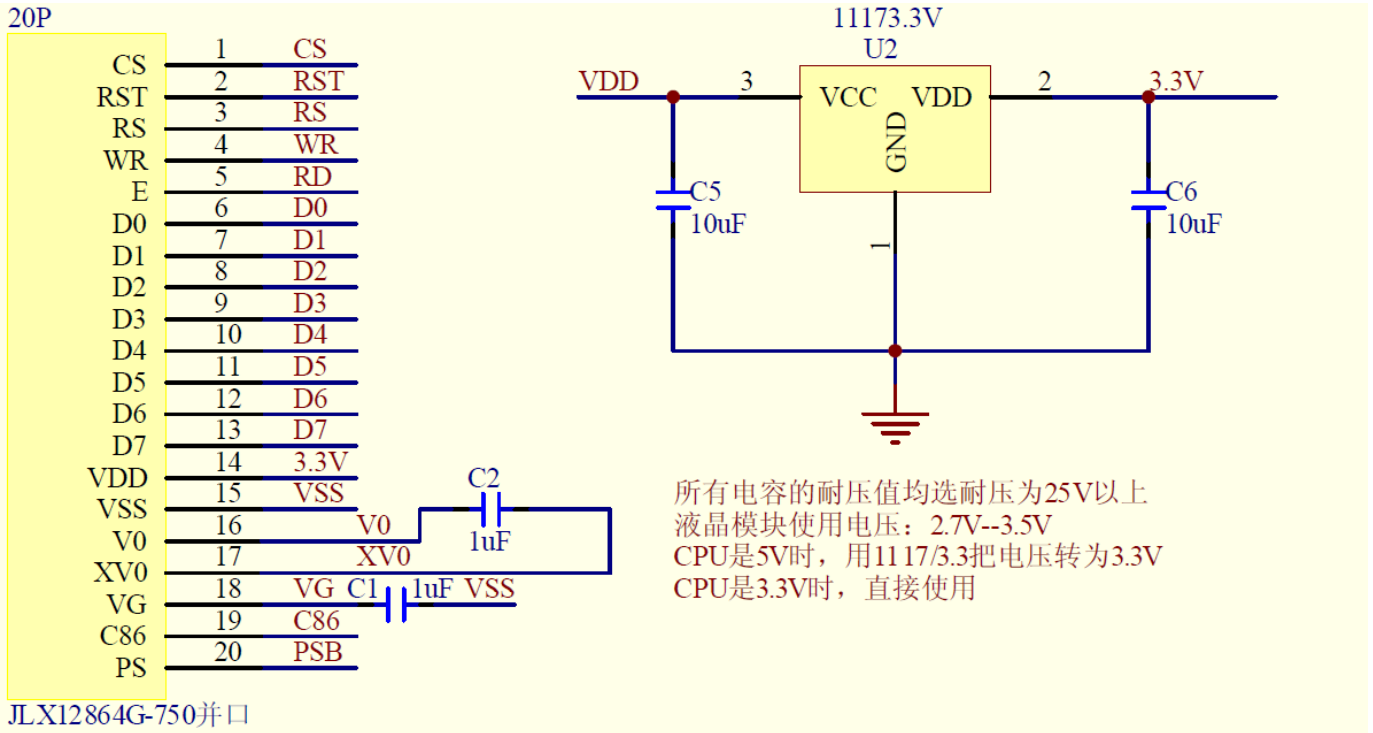 20P
CS 1 CS
RST 2 RST
RS 3 RS
WR 4 WR
E 5 RD
D0 6 D0
D1 7 D1
D2 8 D2
D3 9 D3
D4 10 D4
D5 11 D5
D6 12 D6
D7 13 D7
VDD 14 3.3V
VSS 15 VSS
V0 16 V0
XV0 17 XV0
VG 18 VG C1 1uF VSS
C86 19 C86
PS 20 PSB
C2
1uF
JLX12864G-750并口
11173.3V
U2
VDD 3 VCC VDD 2 3.3V
GND
1
C5
10uF
C6
10uF
所有电容的耐压值均选耐压为25V以上
液晶模块使用电压：2.7V--3.5V
CPU是5V时，用1117/3.3把电压转为3.3V
CPU是3.3V时，直接使用